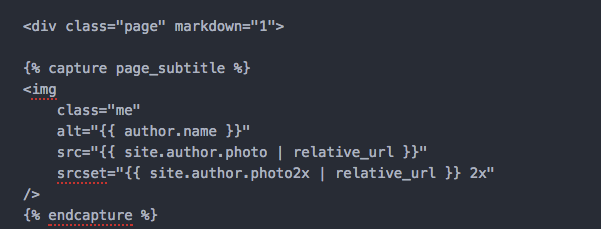 <div class="page" markdown="1">
{% capture page_subtitle %}
<img
class="me"
alt="{{ author.name }}"
src="{{ site.author.photo | relative_url }}"
srcset="{{ site.author.photo2x | relative_url }} 2x"
/>
{% endcapture %}